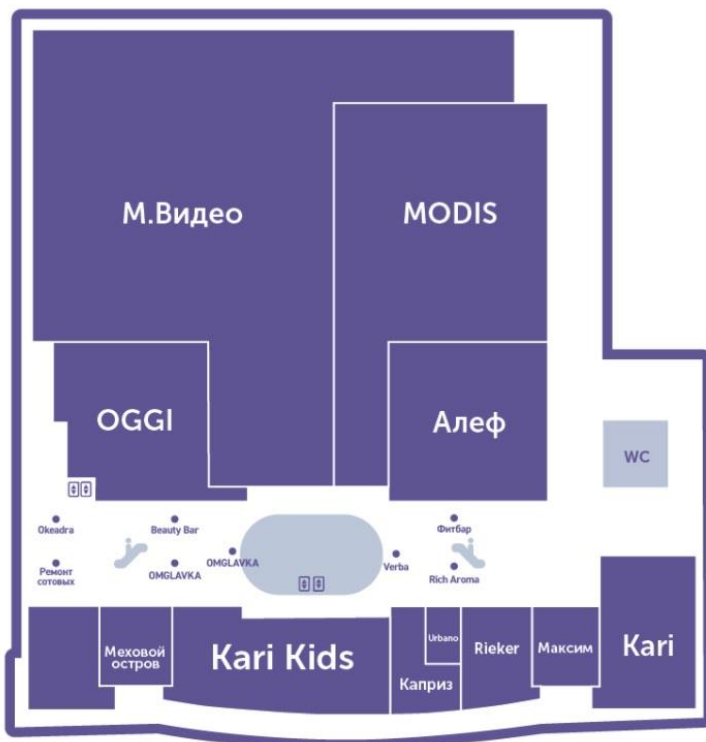 М.Видео
MODIS
OGGI
Алеф
WC
Okeadra
Beauty Bar
Фитбар
OMGLAVKA
Verba
Ремонт
сотовых
OMGLAVKA
Rich Aroma
Меховой
остров
Kari Kids
Urbano
Каприз
Rieker
Максим
Kari